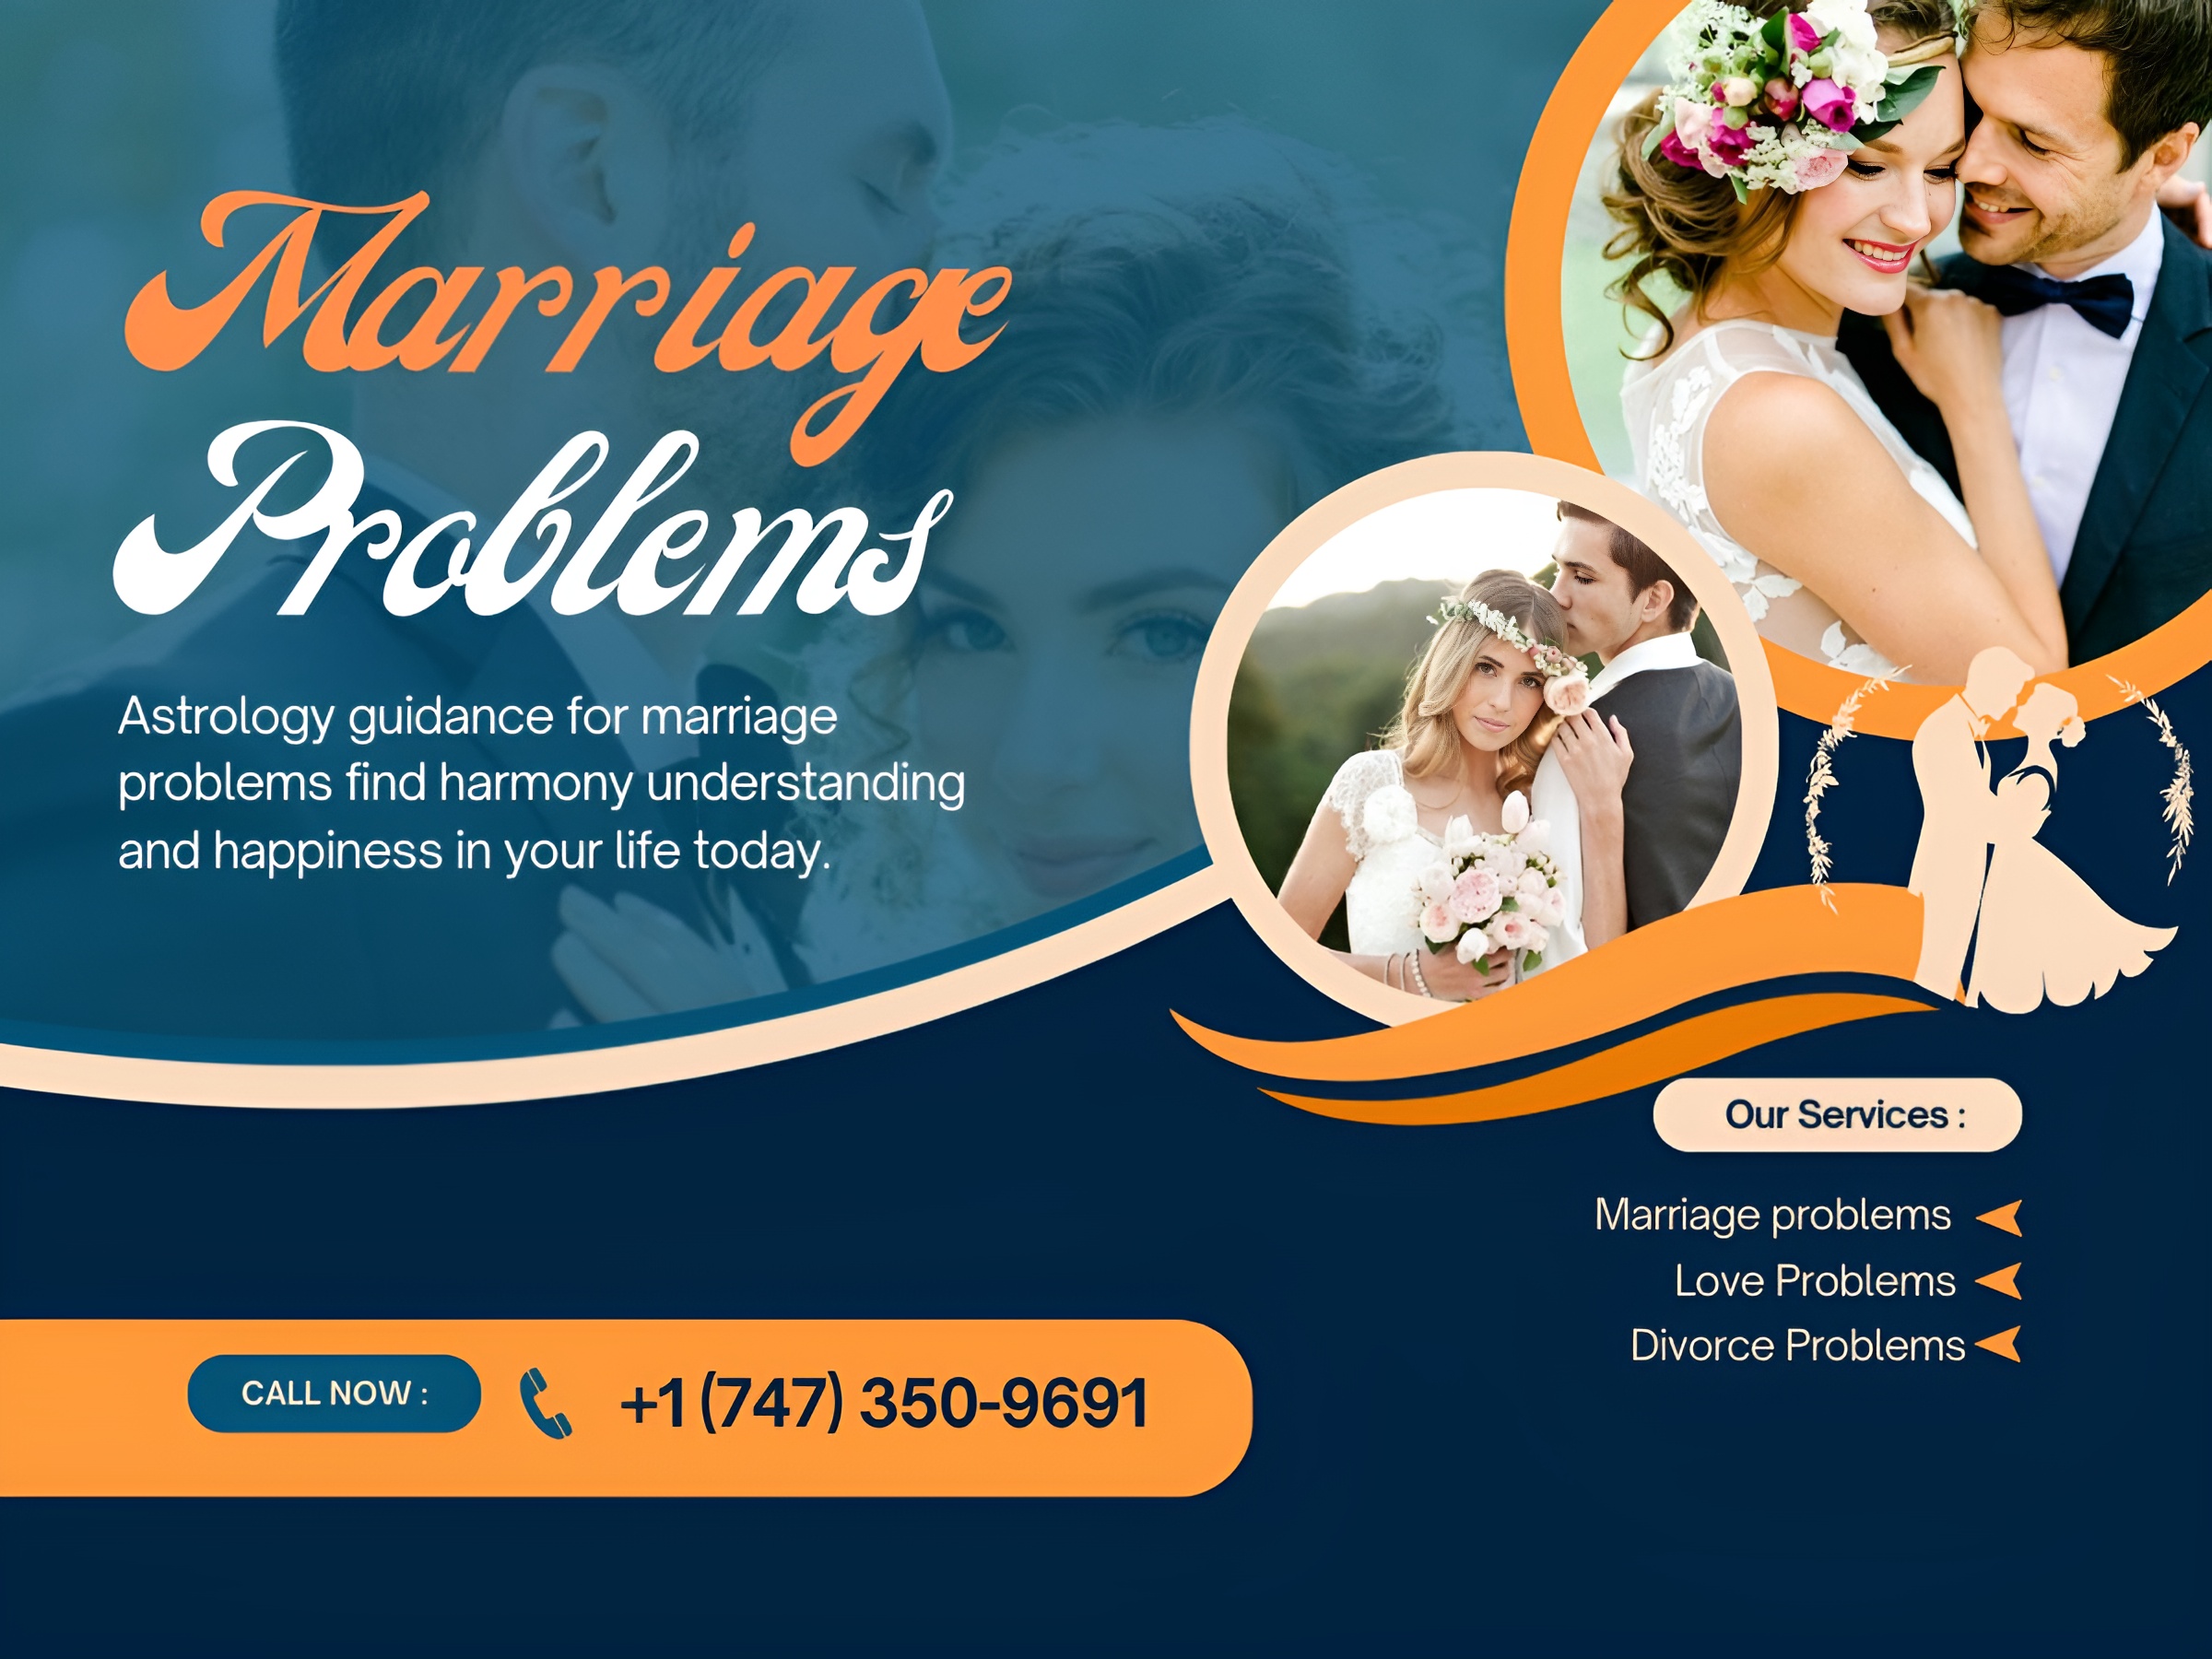 Marriage
Problems
Astrology guidance for marriage
problems find harmony understanding
and happiness in your life today.
Our Services :
Marriage problems
Love Problems
Divorce Problems
CALL NOW :
+1 (747) 350-9691